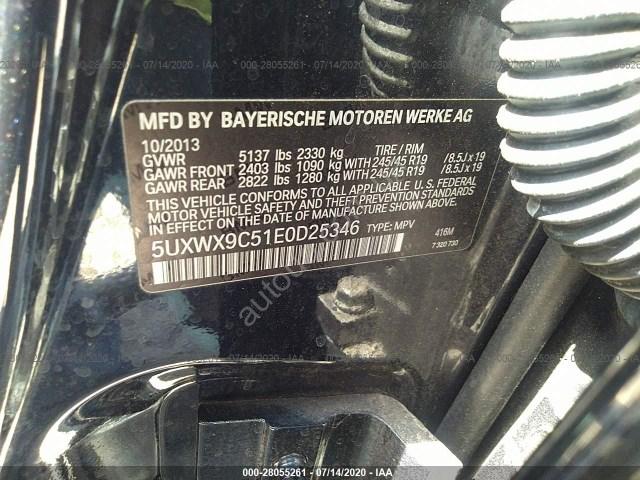 000-28055261 - 07/14/2020 - IAA
MFD BY BAYERISCHE MOTOREN WERKE AG
10/2013
GVWR 5137 lbs 2330 kg TIRE / RIM
GAWR FRONT 2403 lbs 1090 kg WITH 245/45 R19 / 8.5J x 19
GAWR REAR 2822 lbs 1280 kg WITH 245/45 R19 / 8.5J x 19
THIS VEHICLE CONFORMS TO ALL APPLICABLE U. S. FEDERAL
MOTOR VEHICLE SAFETY AND THEFT PREVENTION STANDARDS IN
EFFECT ON THE DATE OF MANUFACTURE SHOWN ABOVE.
5UXWX9C51E0D25346 TYPE: MPV 416M
7 320 730
000-28055261 - 07/14/2020 - IAA